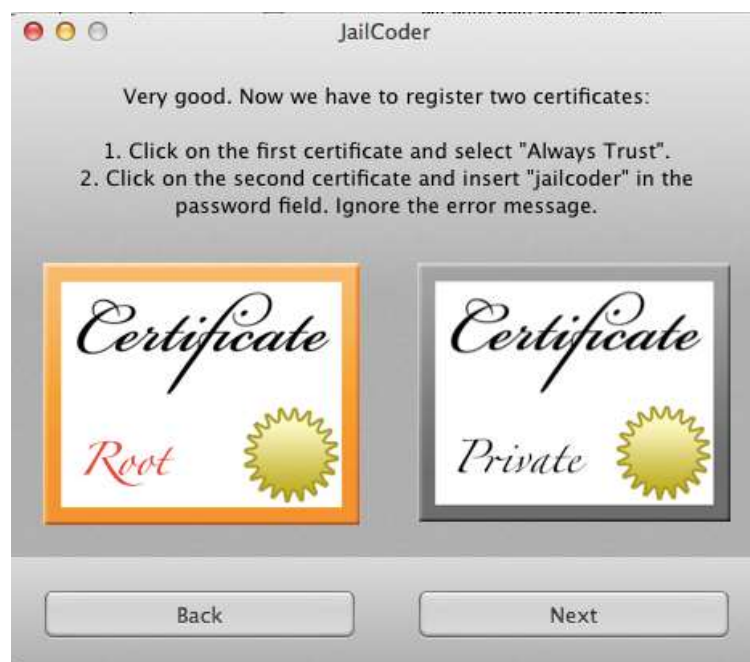 JailCoder
Very good. Now we have to register two certificates:
1. Click on the first certificate and select "Always Trust".
2. Click on the second certificate and insert "jailcoder" in the
password field. Ignore the error message.
Certificate
Root
Certificate
Private
Back
Next